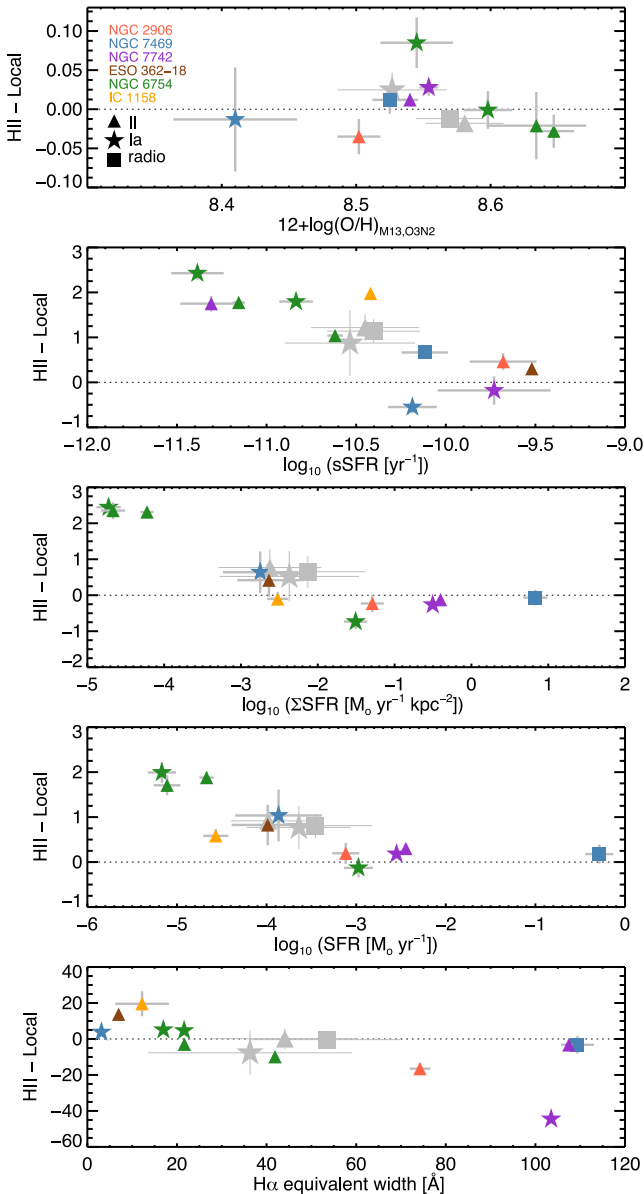 0.10
NGC 2906
NGC 7469
NGC 7742
ESO 362−18
NGC 6754
IC 1158
0.05
0.00
−0.05
0.10
II
Ia
radio
HII − Local
8.4 8.5 8.6
12+log(O/H)M13,O3N2
3
2
1
0
−1
HII − Local
−12.0 −11.5 −11.0 −10.5 −10.0 −9.5 −9.0
log10 (sSFR [yr−1])
3
2
1
0
−1
−2
HII − Local
−5 −4 −3 −2 −1 0 1 2
log10 (ΣSFR [Mo yr−1 kpc−2])
3
2
1
0
−1
HII − Local
−6 −5 −4 −3 −2 −1 0
log10 (SFR [Mo yr−1])
40
20
0
−20
−40
−60
HII − Local
0 20 40 60 80 100 120
Hα equivalent width [Å]